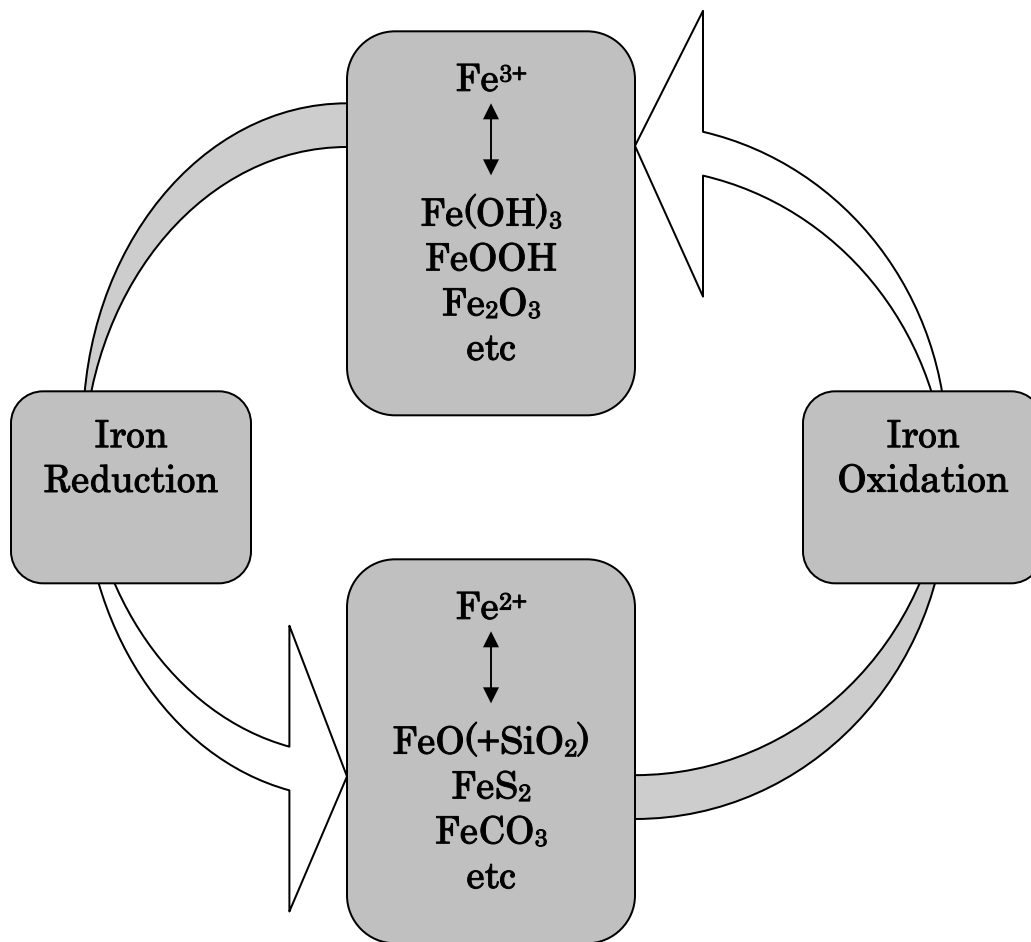 Fe³⁺
Fe(OH)₃
FeOOH
Fe₂O₃
etc
Iron
Reduction
Iron
Oxidation
Fe²⁺
FeO(+SiO₂)
FeS₂
FeCO₃
etc